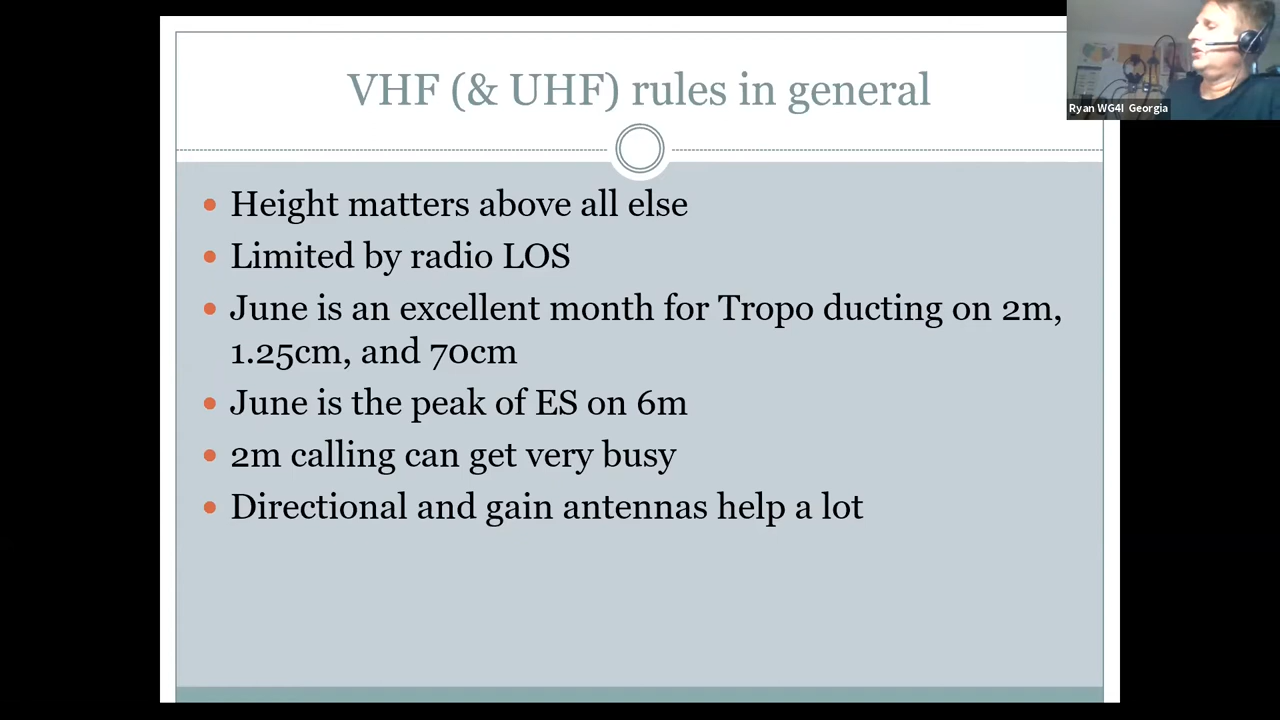 VHF (& UHF) rules in general
Ryan WG4I Georgia
Height matters above all else
Limited by radio LOS
June is an excellent month for Tropo ducting on 2m,
1.25cm, and 70cm
June is the peak of ES on 6m
2m calling can get very busy
Directional and gain antennas help a lot